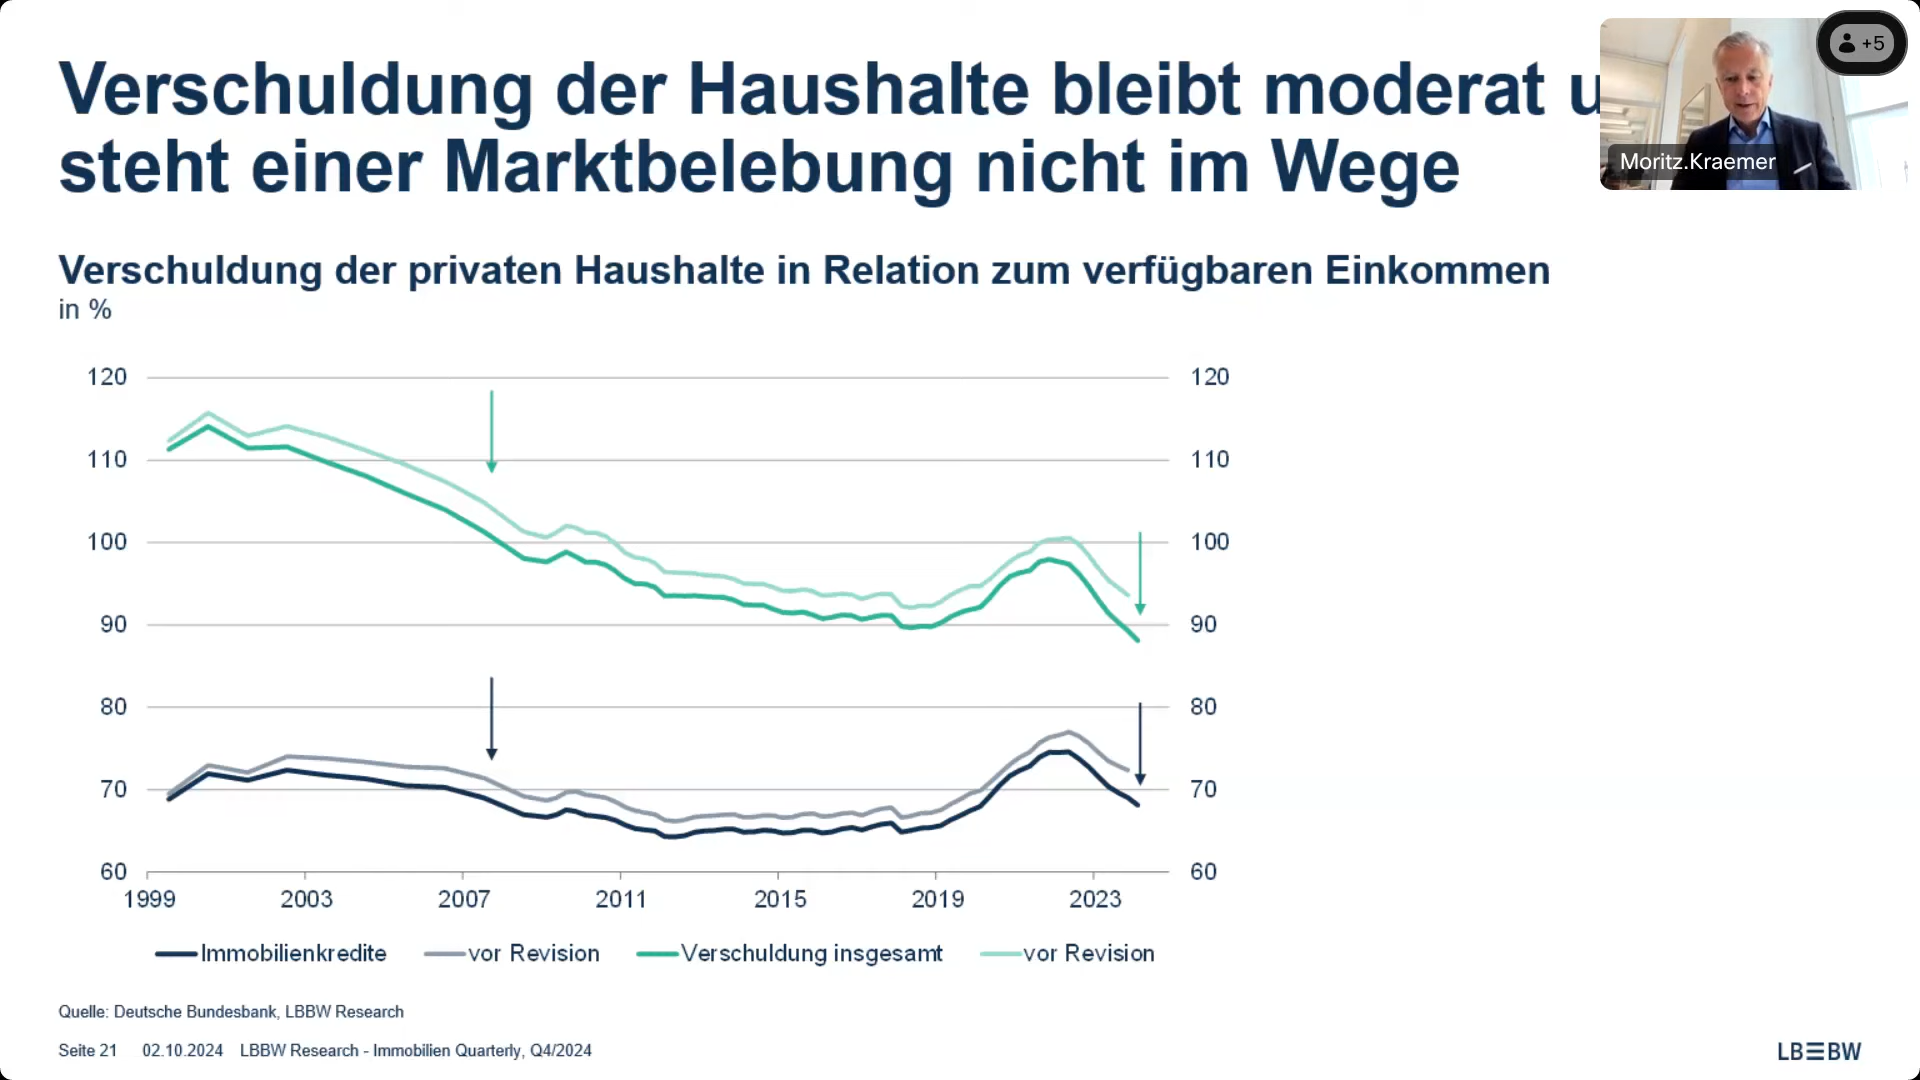 Verschuldung der Haushalte bleibt moderat
steht einer Marktbelebung nicht im Wege
+5
Moritz.Kraemer
Verschuldung der privaten Haushalte in Relation zum verfügbaren Einkommen
in %
120 120
110 110
100 100
90 90
80 80
70 70
60 60
1999 2003 2007 2011 2015 2019 2023
Immobilienkredite vor Revision Verschuldung insgesamt vor Revision
Quelle: Deutsche Bundesbank, LBBW Research
Seite 21 02.10.2024 LBBW Research - Immobilien Quarterly, Q4/2024
LBBW